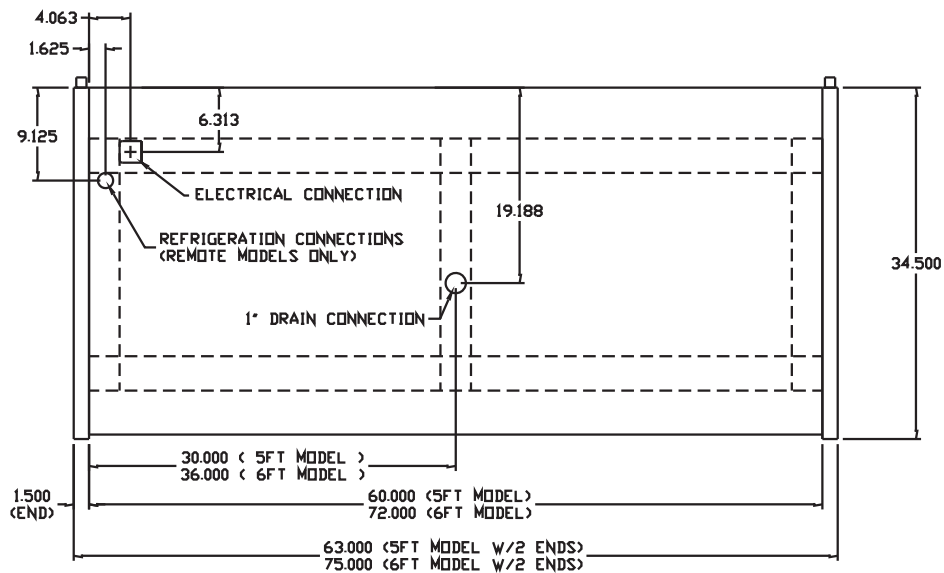 4.063
1.625
9.125
6.313
ELECTRICAL CONNECTION
19.188
REFRIGERATION CONNECTIONS
(REMOTE MODELS ONLY)
34.500
1" DRAIN CONNECTION
30.000 ( 5FT MODEL )
36.000 ( 6FT MODEL )
1.500
(END)
60.000 (5FT MODEL)
72.000 (6FT MODEL)
63.000 (5FT MODEL W/2 ENDS)
75.000 (6FT MODEL W/2 ENDS)